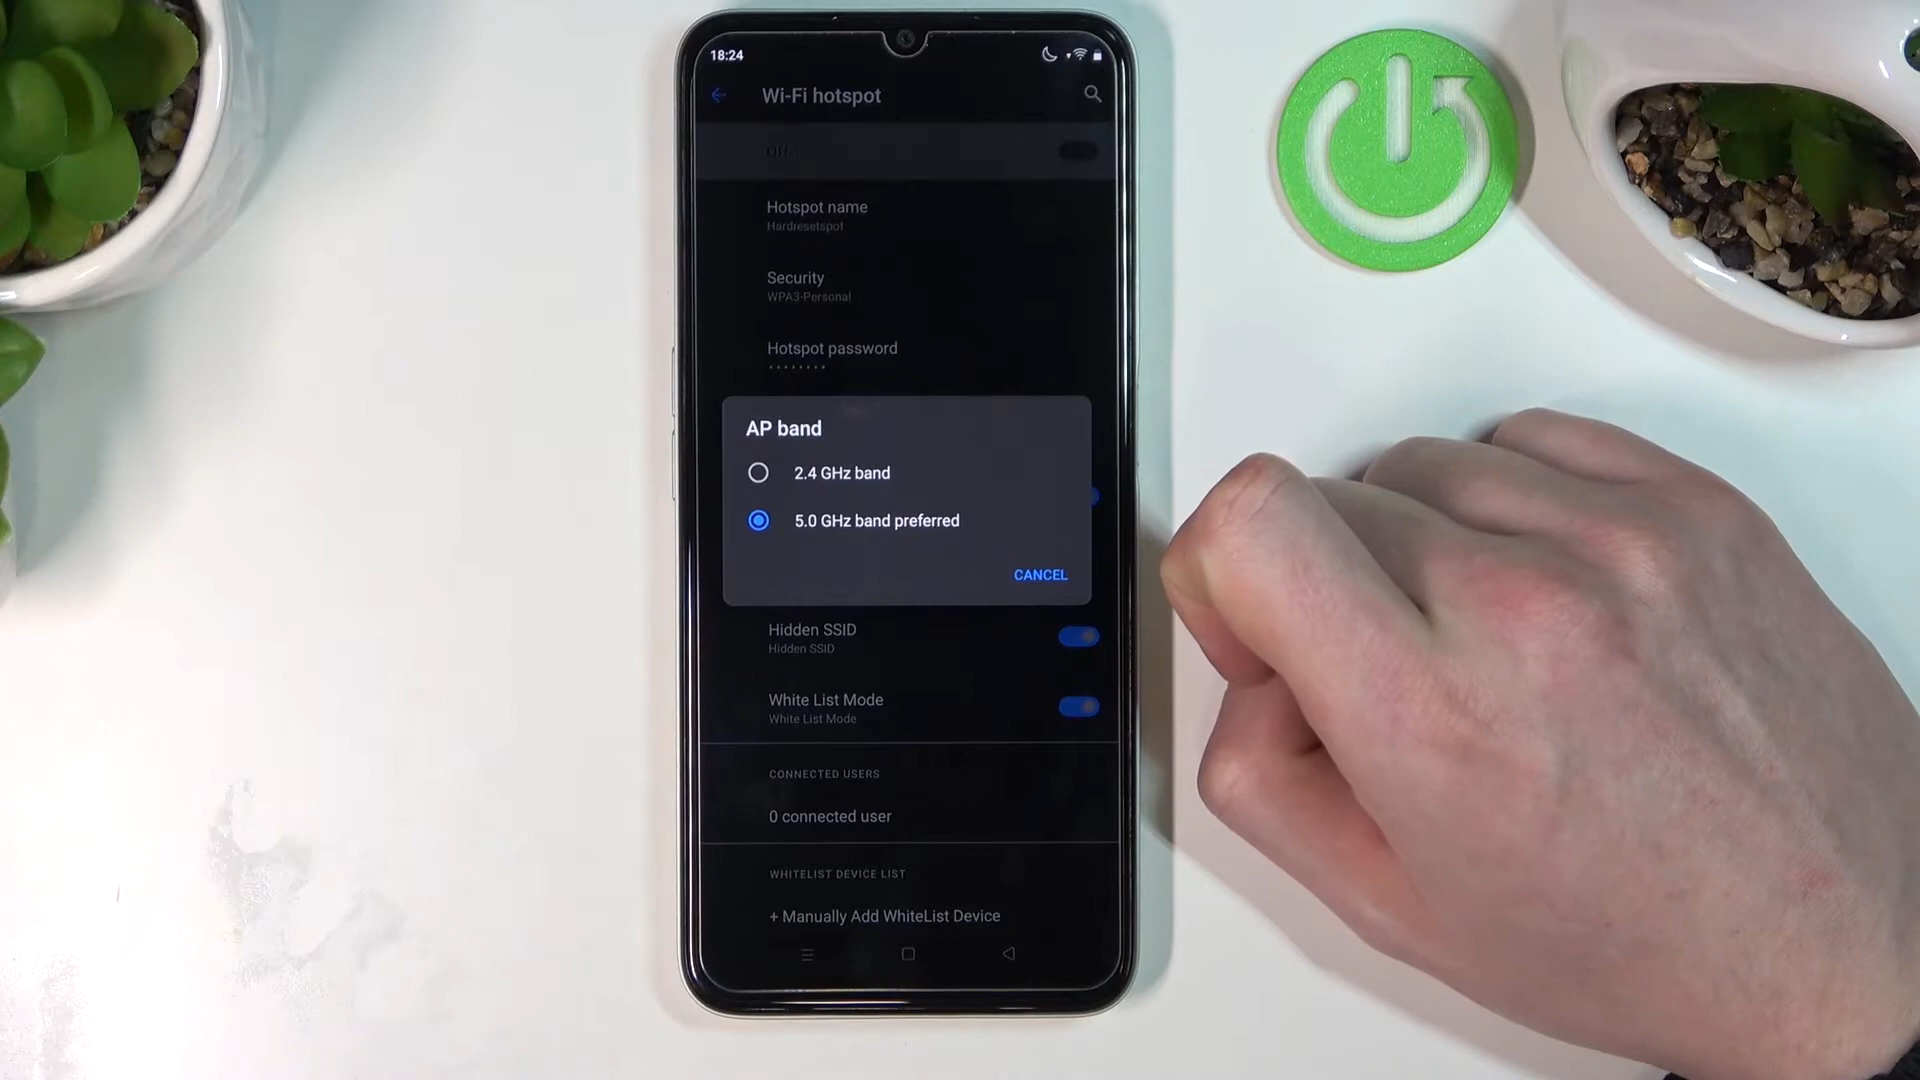 18:24
Wi-Fi hotspot
Off
Hotspot name
Hardresetspot
Security
WPA3-Personal
Hotspot password
********
AP band
2.4 GHz band
5.0 GHz band preferred
CANCEL
Hidden SSID
Hidden SSID
White List Mode
White List Mode
CONNECTED USERS
0 connected user
WHITELIST DEVICE LIST
+ Manually Add WhiteList Device